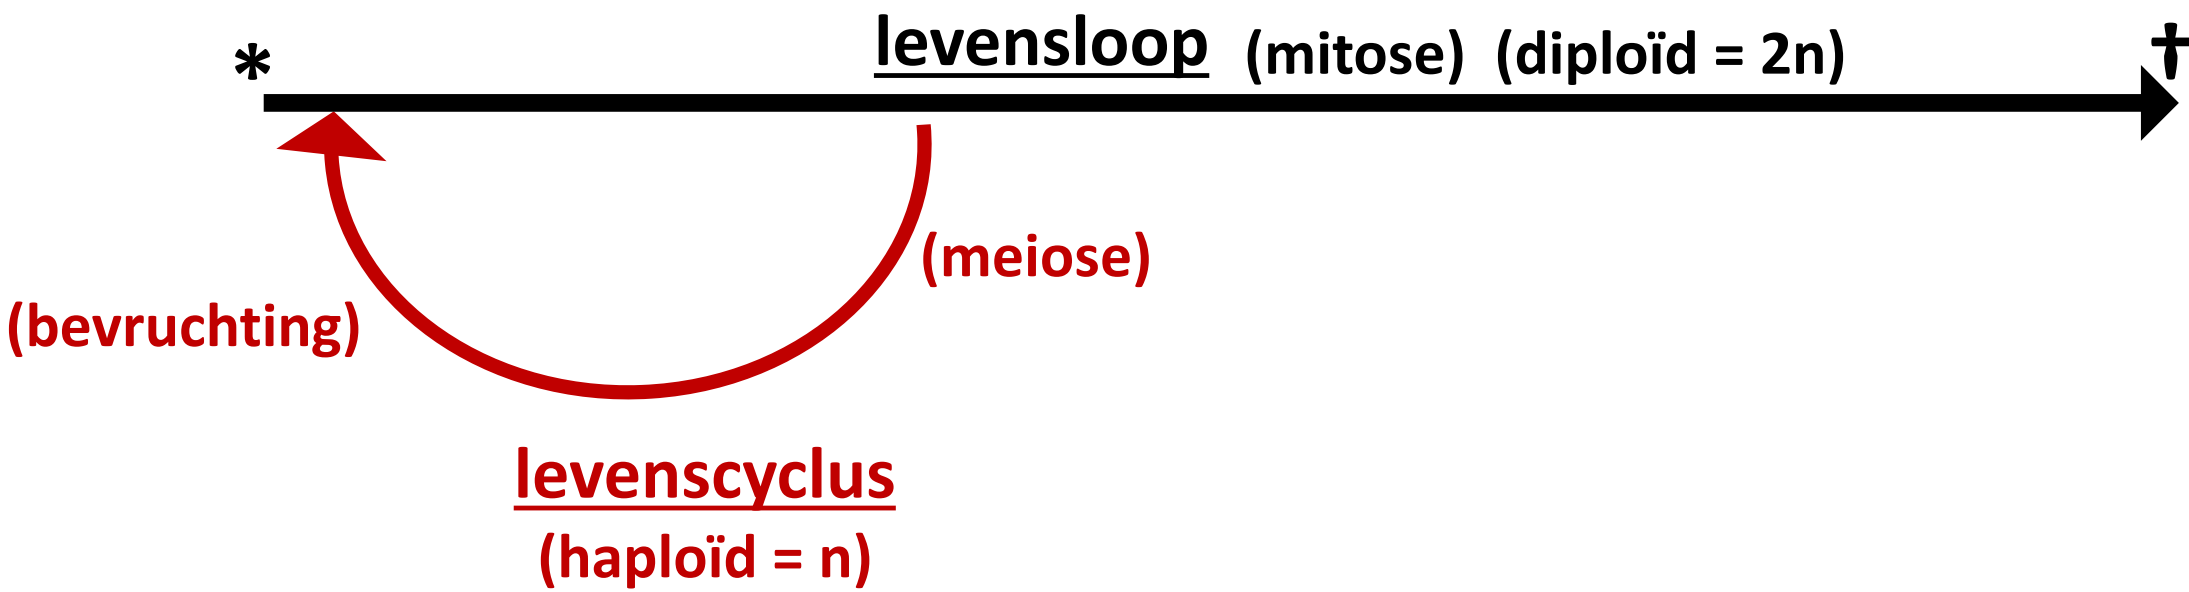 * levensloop (mitose) (diploïd = 2n) †
(meiose)
(bevruchting)
levenscyclus
(haploïd = n)